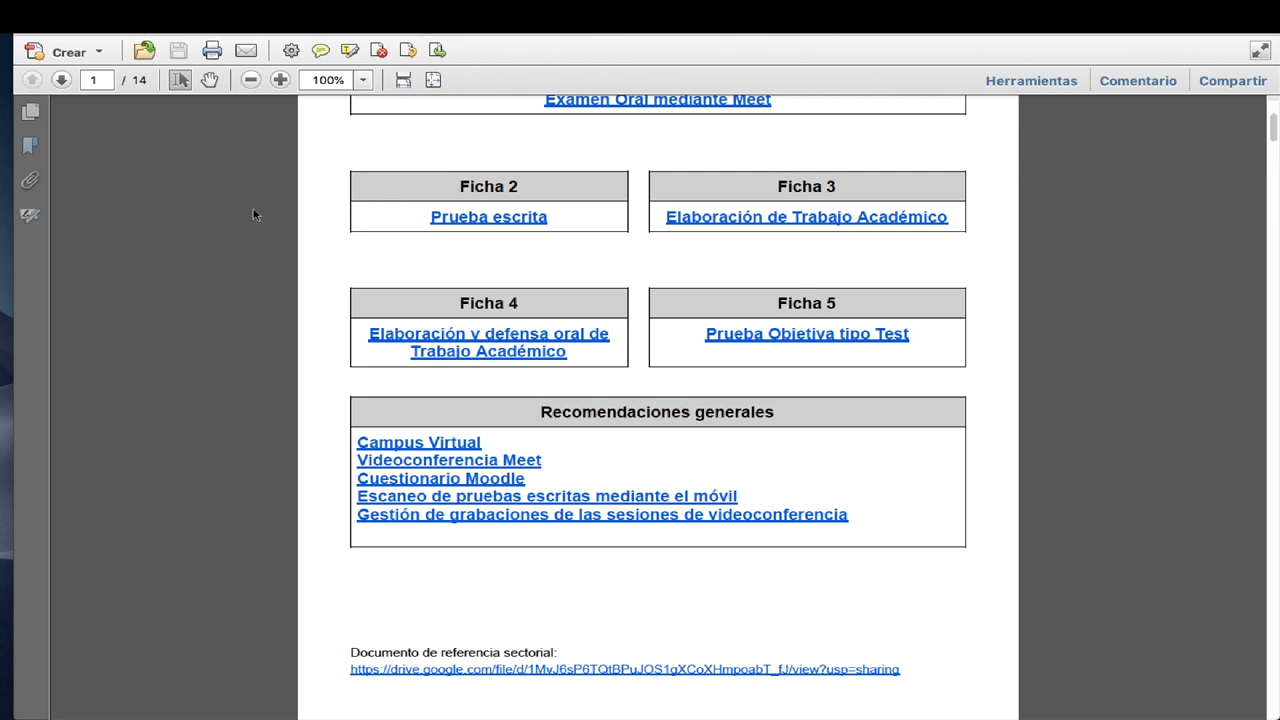 Crear
1 / 14
100%
Herramientas
Comentario
Compartir
Examen Oral mediante Meet
Ficha 2
Prueba escrita
Ficha 3
Elaboración de Trabajo Académico
Ficha 4
Elaboración y defensa oral de
Trabajo Académico
Ficha 5
Prueba Objetiva tipo Test
Recomendaciones generales
Campus Virtual
Videoconferencia Meet
Cuestionario Moodle
Escaneo de pruebas escritas mediante el móvil
Gestión de grabaciones de las sesiones de videoconferencia
Documento de referencia sectorial:
https://drive.google.com/file/d/1MvJ6sP6TQtBPuJOS1gXCoXHmpoabT_fJ/view?usp=sharing